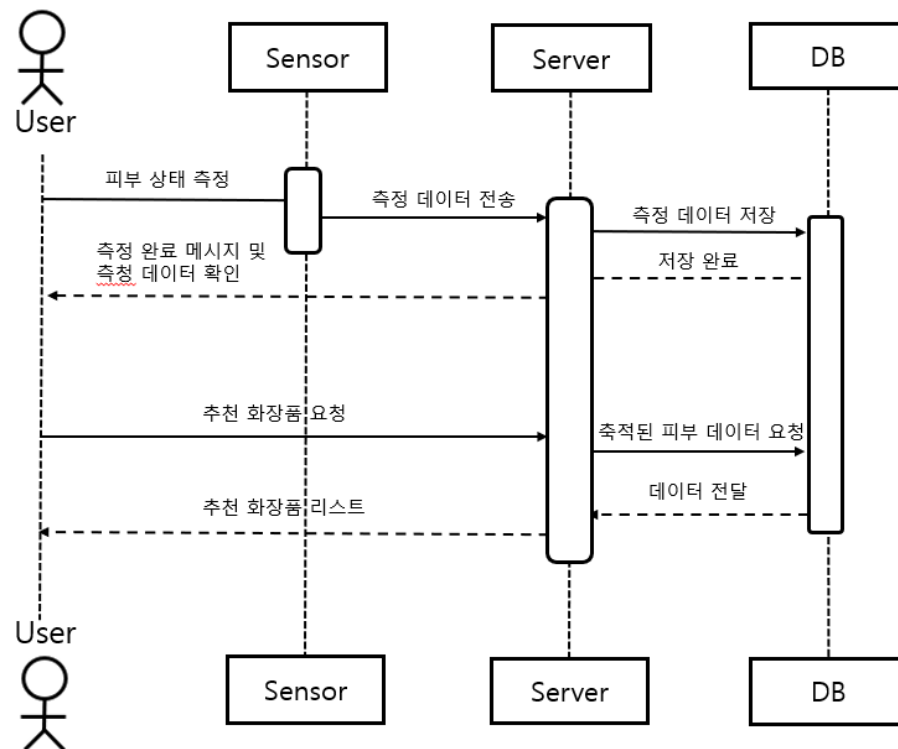 User
Sensor
Server
DB
피부 상태 측정
측정 데이터 전송
측정 데이터 저장
측정 완료 메시지 및
측청 데이터 확인
저장 완료
추천 화장품 요청
축적된 피부 데이터 요청
데이터 전달
추천 화장품 리스트
User
Sensor
Server
DB